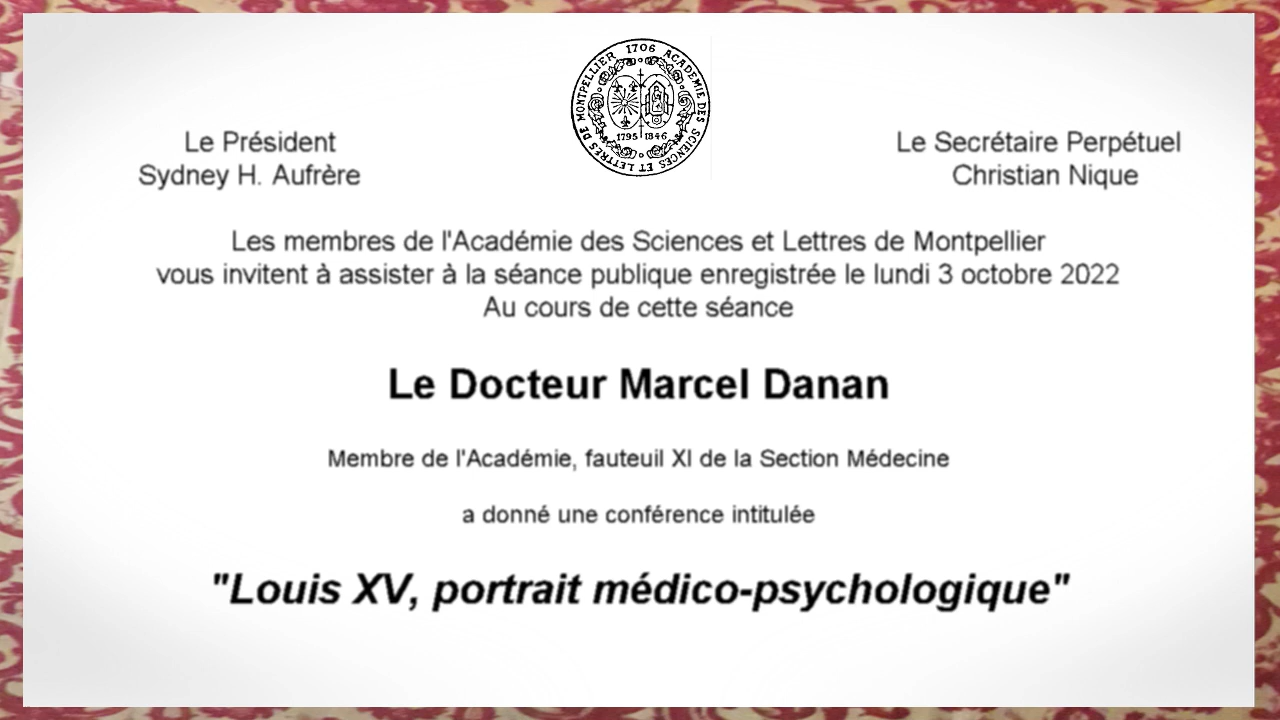 1706 ACADEMIE DES SCIENCES ET LETTRES DE MONTPELLIER
1795 1846
Le Président
Sydney H. Aufrère
Le Secrétaire Perpétuel
Christian Nique
Les membres de l'Académie des Sciences et Lettres de Montpellier
vous invitent à assister à la séance publique enregistrée le lundi 3 octobre 2022
Au cours de cette séance
Le Docteur Marcel Danan
Membre de l'Académie, fauteuil XI de la Section Médecine
a donné une conférence intitulée
"Louis XV, portrait médico-psychologique"